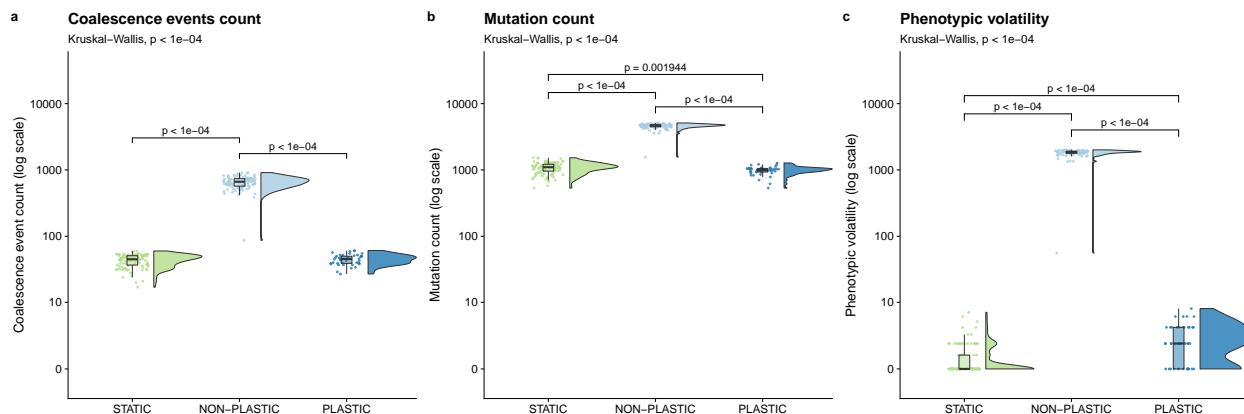 a
Coalescence events count
Kruskal−Wallis, p < 1e−04
Coalescence event count (log scale)
10000
1000
100
10
0
p < 1e−04
p < 1e−04
STATIC
NON−PLASTIC
PLASTIC
b
Mutation count
Kruskal−Wallis, p < 1e−04
Mutation count (log scale)
10000
1000
100
10
0
p = 0.001944
p < 1e−04
p < 1e−04
STATIC
NON−PLASTIC
PLASTIC
c
Phenotypic volatility
Kruskal−Wallis, p < 1e−04
Phenotypic volatility (log scale)
10000
1000
100
10
0
p < 1e−04
p < 1e−04
p < 1e−04
STATIC
NON−PLASTIC
PLASTIC